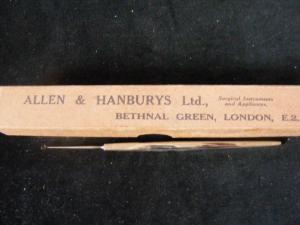 ALLEN & HANBURYS Ltd., Surgical Instruments
and Appliances,
BETHNAL GREEN, LONDON, E.2.